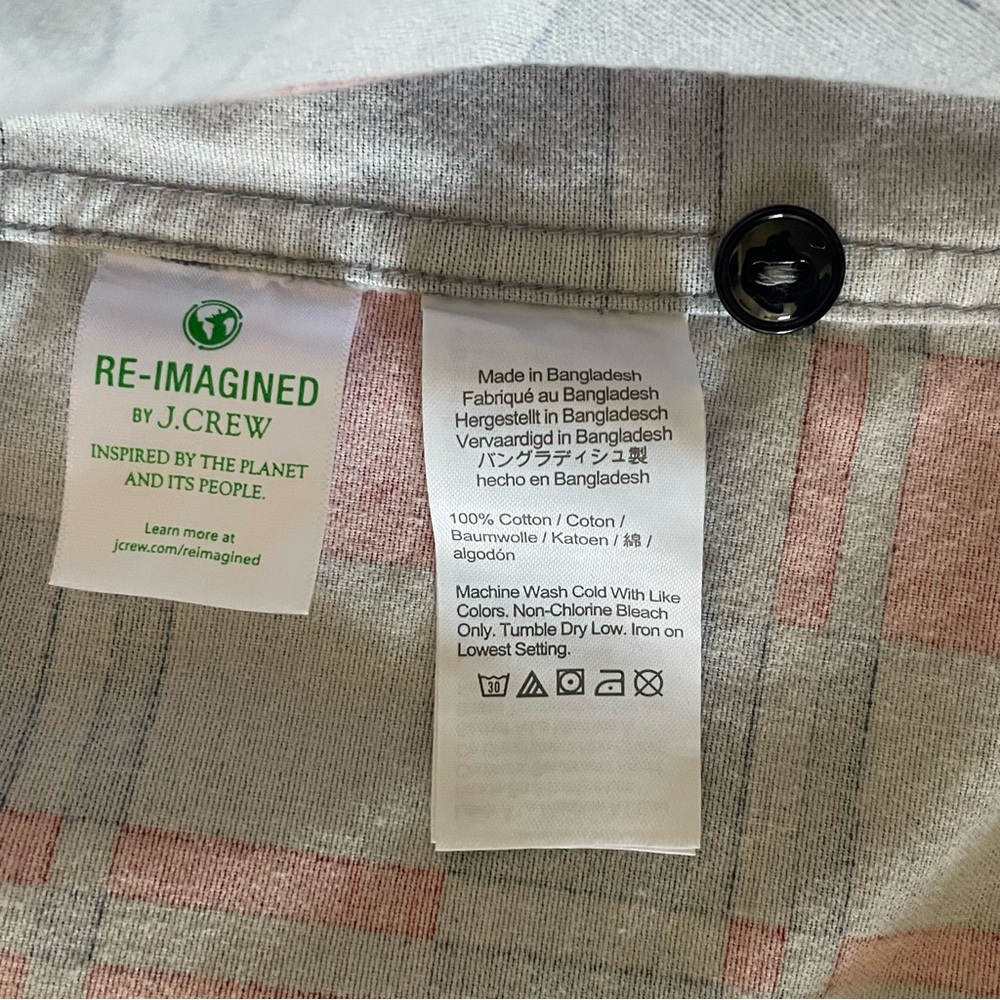 RE-IMAGINED
BY J.CREW
INSPIRED BY THE PLANET
AND ITS PEOPLE.
Learn more at
jcrew.com/reimagined
Made in Bangladesh
Fabriqué au Bangladesh
Hergestellt in Bangladesch
Vervaardigd in Bangladesh
バングラディシュ製
hecho en Bangladesh
100% Cotton / Coton /
Baumwolle / Katoen / 綿 /
algodón
Machine Wash Cold With Like
Colors. Non-Chlorine Bleach
Only. Tumble Dry Low. Iron on
Lowest Setting.
30